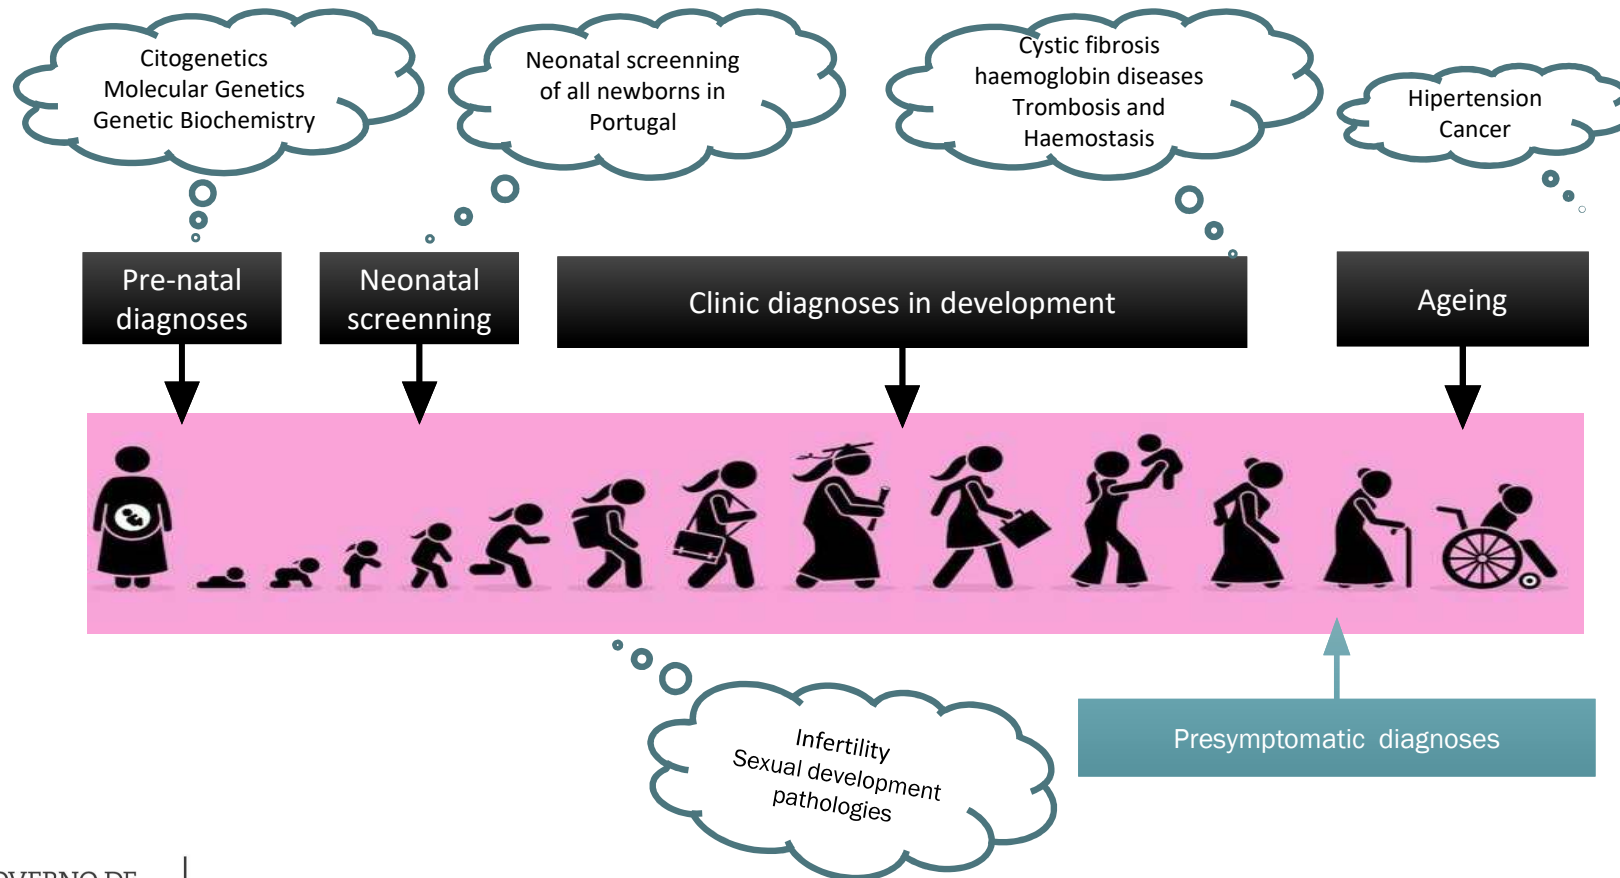 Citogenetics
Molecular Genetics
Genetic Biochemistry
Neonatal screenning
of all newborns in
Portugal
Cystic fibrosis
haemoglobin diseases
Trombosis and
Haemostasis
Hipertension
Cancer
Pre-natal
diagnoses
Neonatal
screenning
Clinic diagnoses in development
Ageing
Infertility
Sexual development
pathologies
Presymptomatic diagnoses